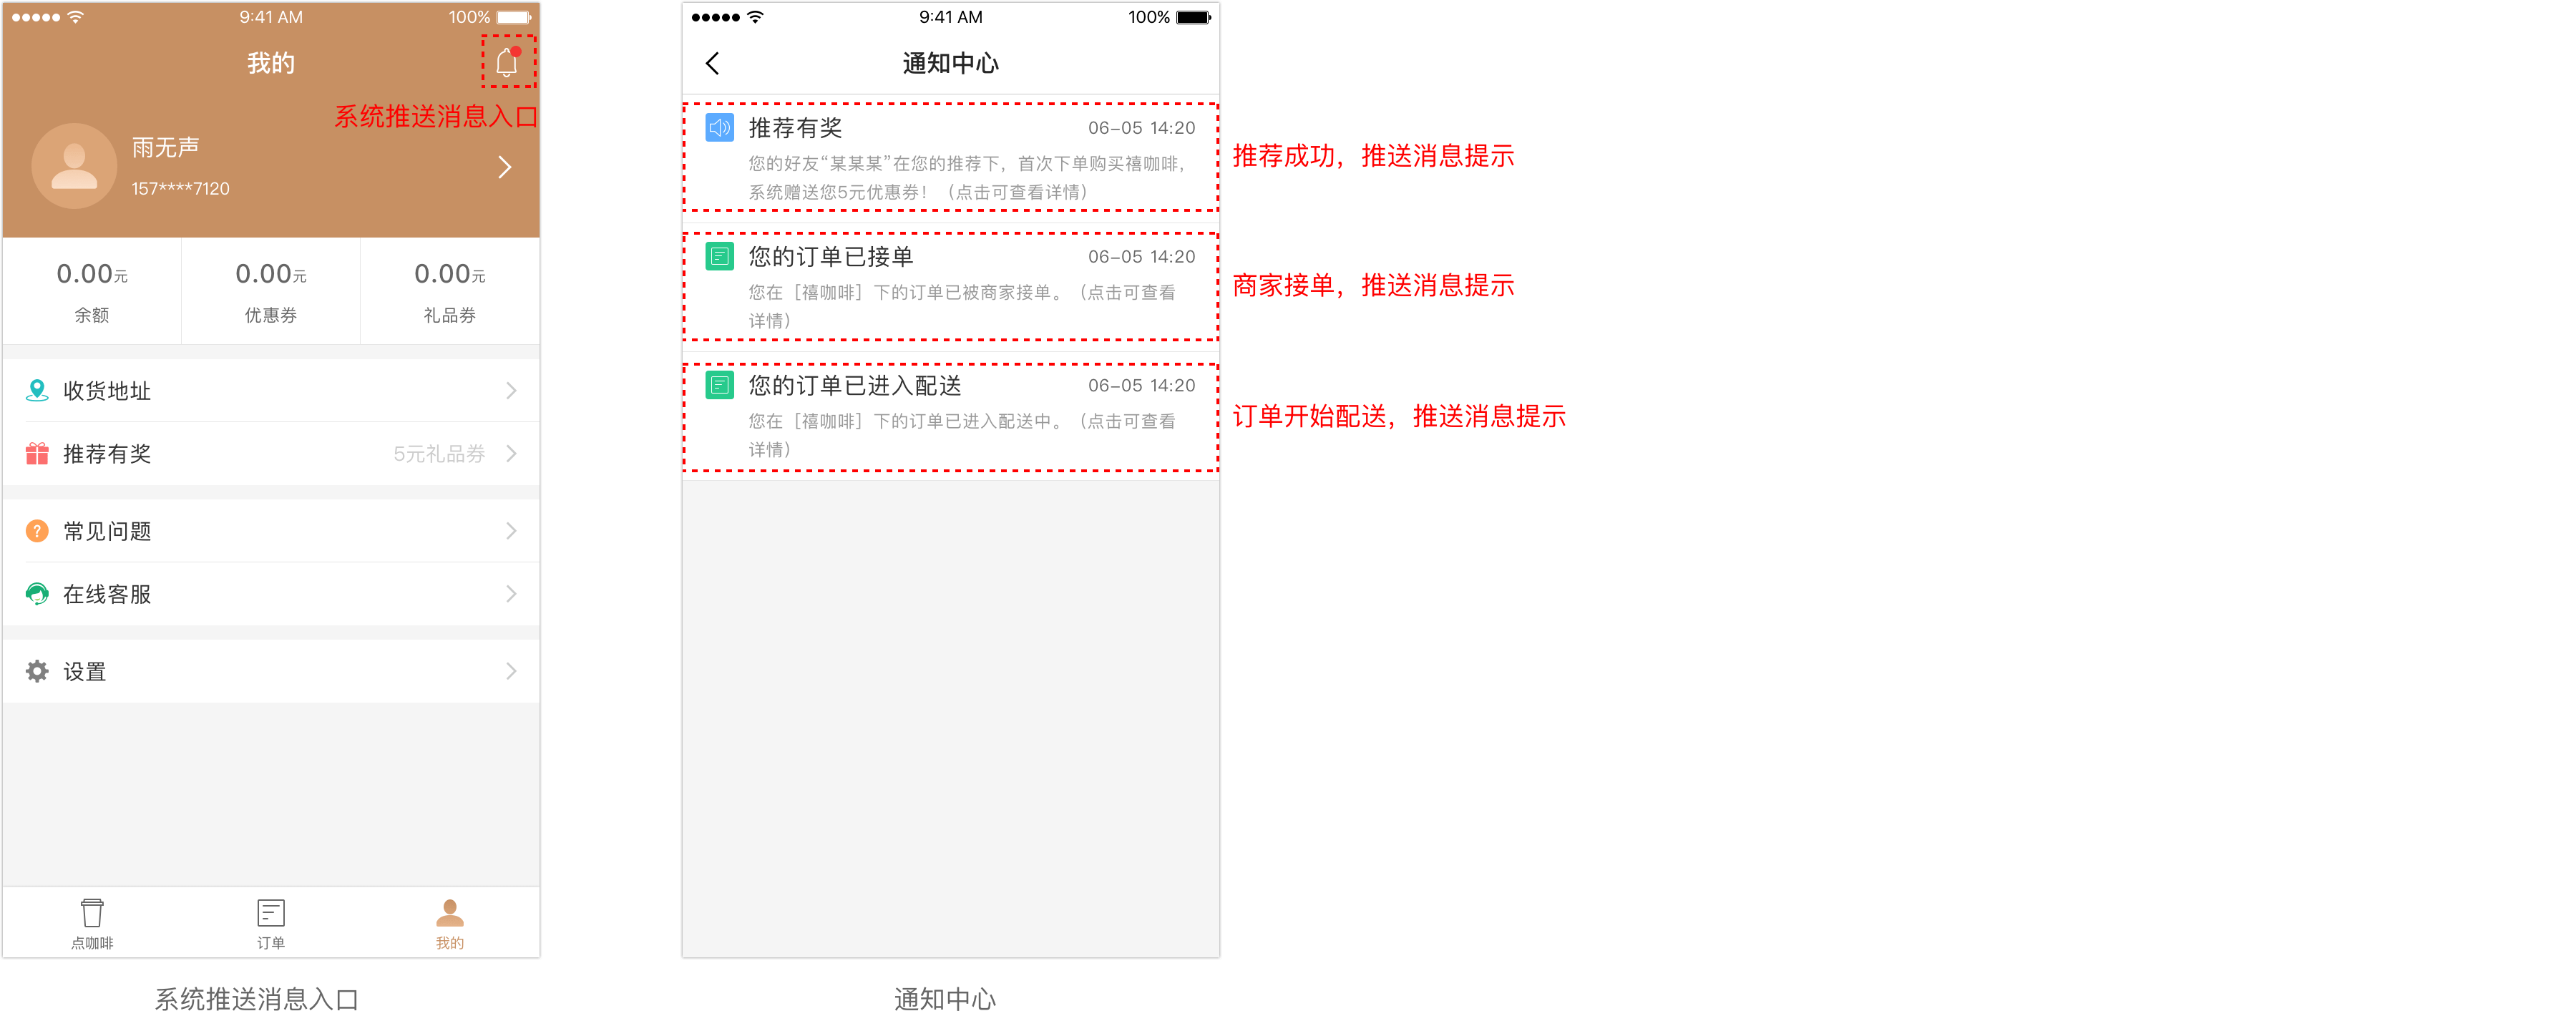 9:41 AM
100%
我的
系统推送消息入口
雨无声
157****7120
0.00元
0.00元
0.00元
余额
优惠券
礼品券
收货地址
推荐有奖
5元礼品券
常见问题
在线客服
设置
点咖啡
订单
我的
系统推送消息入口
9:41 AM
100%
通知中心
推荐有奖
06-05 14:20
您的好友“某某某”在您的推荐下，首次下单购买禧咖啡，
系统赠送您5元优惠券！（点击可查看详情）
推荐成功，推送消息提示
您的订单已接单
06-05 14:20
您在［禧咖啡］下的订单已被商家接单。（点击可查看
详情）
商家接单，推送消息提示
您的订单已进入配送
06-05 14:20
您在［禧咖啡］下的订单已进入配送中。（点击可查看
详情）
订单开始配送，推送消息提示
通知中心